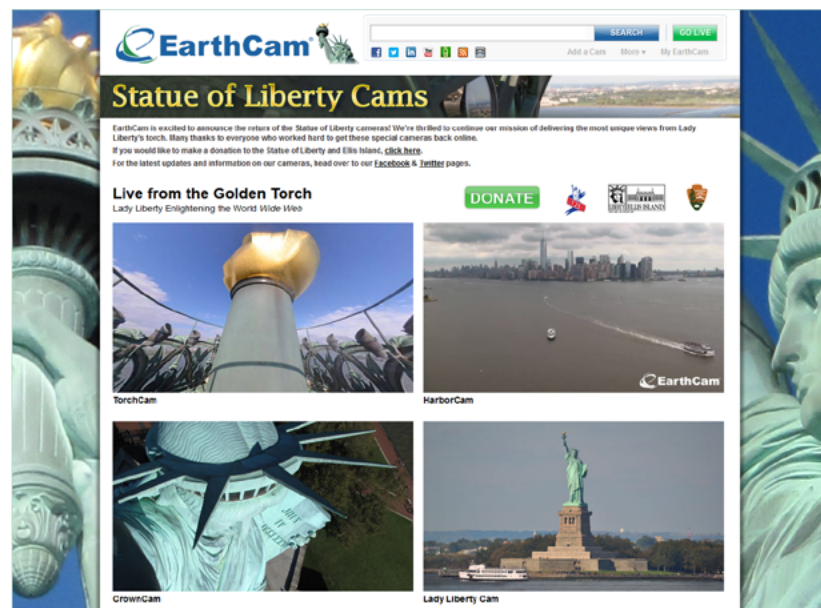 EarthCam
SEARCH
GO LIVE
Add a Cam More My EarthCam
Statue of Liberty Cams
EarthCam is excited to announce the return of the Statue of Liberty cameras! We're thrilled to continue our mission of delivering the most unique views from Lady
Liberty's torch. Many thanks to everyone who worked hard to get these special cameras back online.
If you would like to make a donation to the Statue of Liberty and Ellis Island, click here.
For the latest updates and information on our cameras, head over to our Facebook & Twitter pages.
Live from the Golden Torch
Lady Liberty Enlightening the World Wide Web
DONATE
EarthCam
TorchCam
HarborCam
CrownCam
Lady Liberty Cam